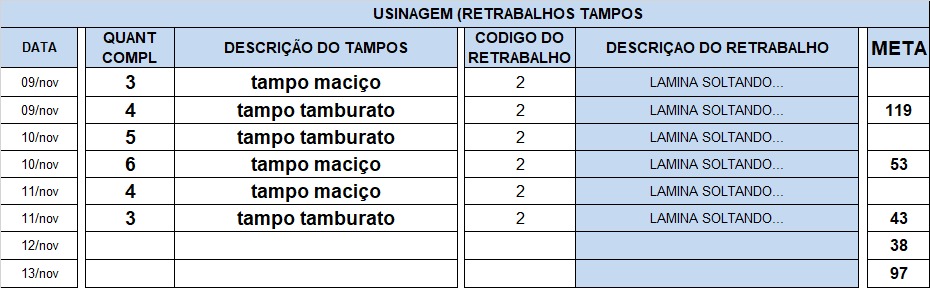 USINAGEM (RETRABALHOS TAMPOS
DATA QUANT COMPL DESCRIÇÃO DO TAMPOS CODIGO DO RETRABALHO DESCRIÇAO DO RETRABALHO META
09/nov 3 tampo maciço 2 LAMINA SOLTANDO...
09/nov 4 tampo tamburato 2 LAMINA SOLTANDO... 119
10/nov 5 tampo tamburato 2 LAMINA SOLTANDO...
10/nov 6 tampo maciço 2 LAMINA SOLTANDO... 53
11/nov 4 tampo maciço 2 LAMINA SOLTANDO...
11/nov 3 tampo tamburato 2 LAMINA SOLTANDO... 43
12/nov 38
13/nov 97